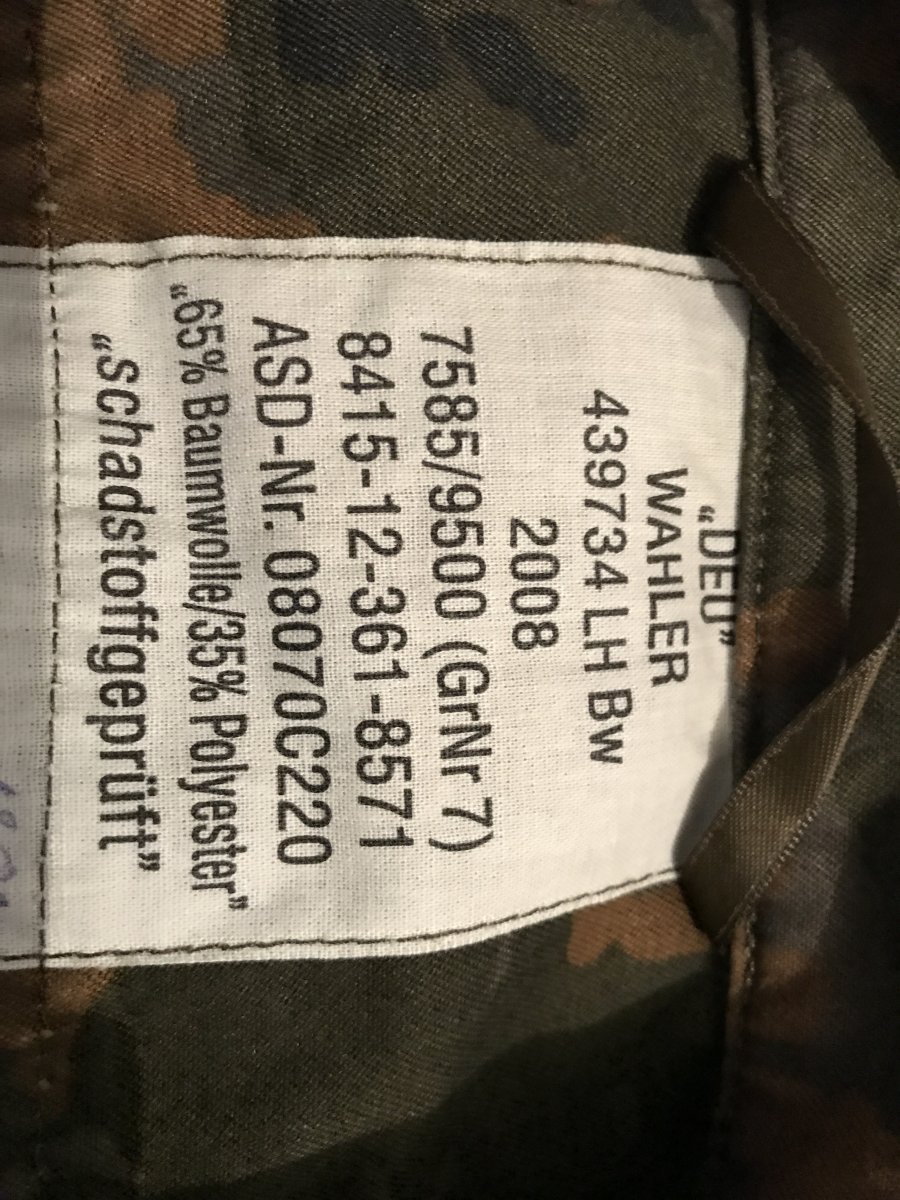 „DEU”
WAHLER
439734 LH Bw
2008
7585/9500 (GrNr 7)
8415-12-361-8571
ASD-Nr. 08070C220
„65% Baumwolle/35% Polyester”
„schadstoffgeprüft”